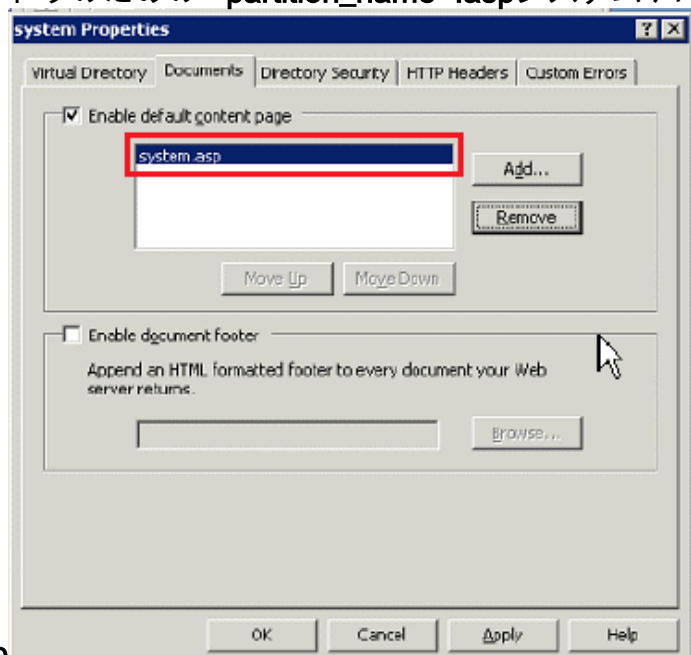 partition_name
system Properties
Virtual Directory Documents Directory Security HTTP Headers Custom Errors
Enable default content page
system.asp
Add...
Remove
Move Up Move Down
Enable document footer
Append an HTML formatted footer to every document your Web
server returns.
Browse...
OK Cancel Apply Help